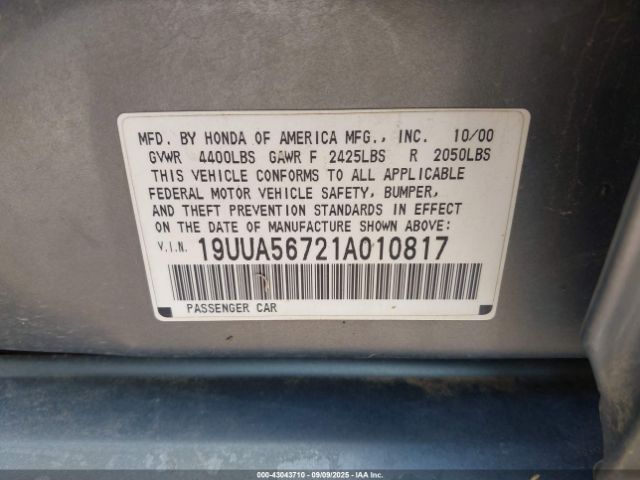 MFD. BY HONDA OF AMERICA MFG., INC. 10/00
GVWR 4400LBS GAWR F 2425LBS R 2050LBS
THIS VEHICLE CONFORMS TO ALL APPLICABLE
FEDERAL MOTOR VEHICLE SAFETY, BUMPER,
AND THEFT PREVENTION STANDARDS IN EFFECT
ON THE DATE OF MANUFACTURE SHOWN ABOVE:
V.I.N. 19UUA56721A010817
PASSENGER CAR
000-43043710 - 09/09/2025 - IAA Inc.